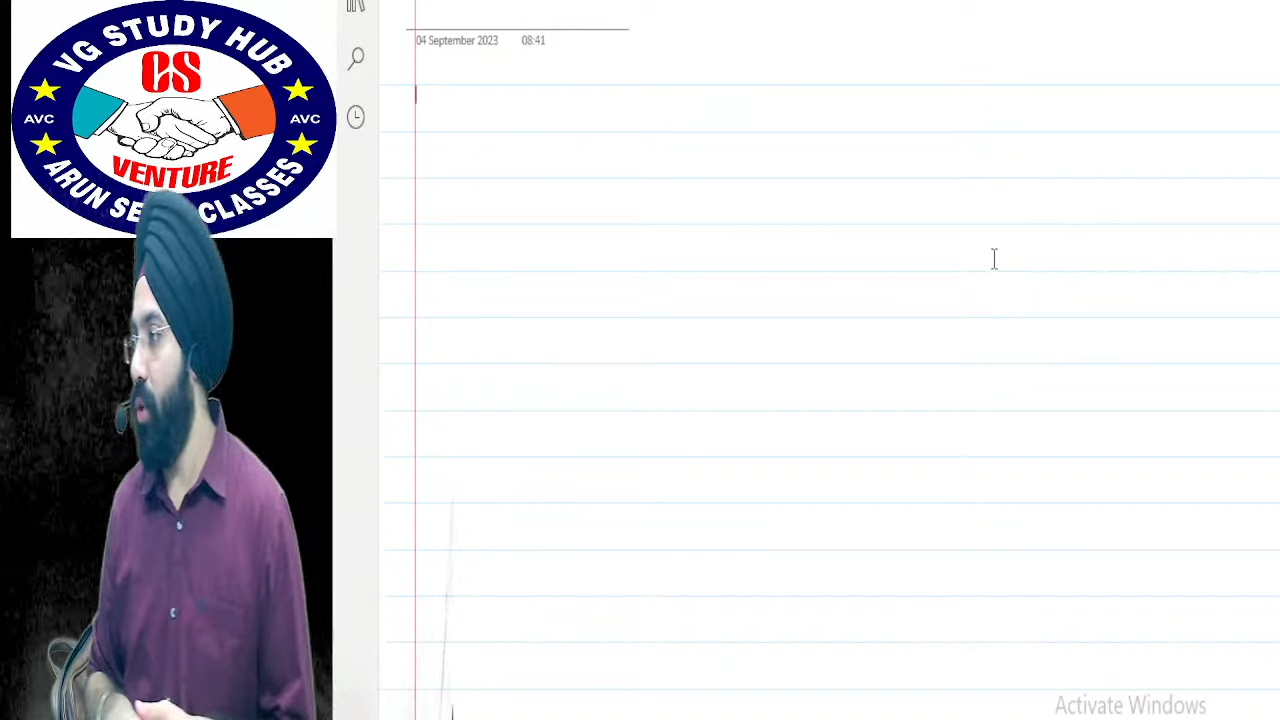 VG STUDY HUB
CS
AVC
AVC
VENTURE
ARUN SE CLASSES
04 September 2023 08:41
Activate Windows